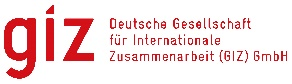 giz
Deutsche Gesellschaft
für Internationale
Zusammenarbeit (GIZ) GmbH